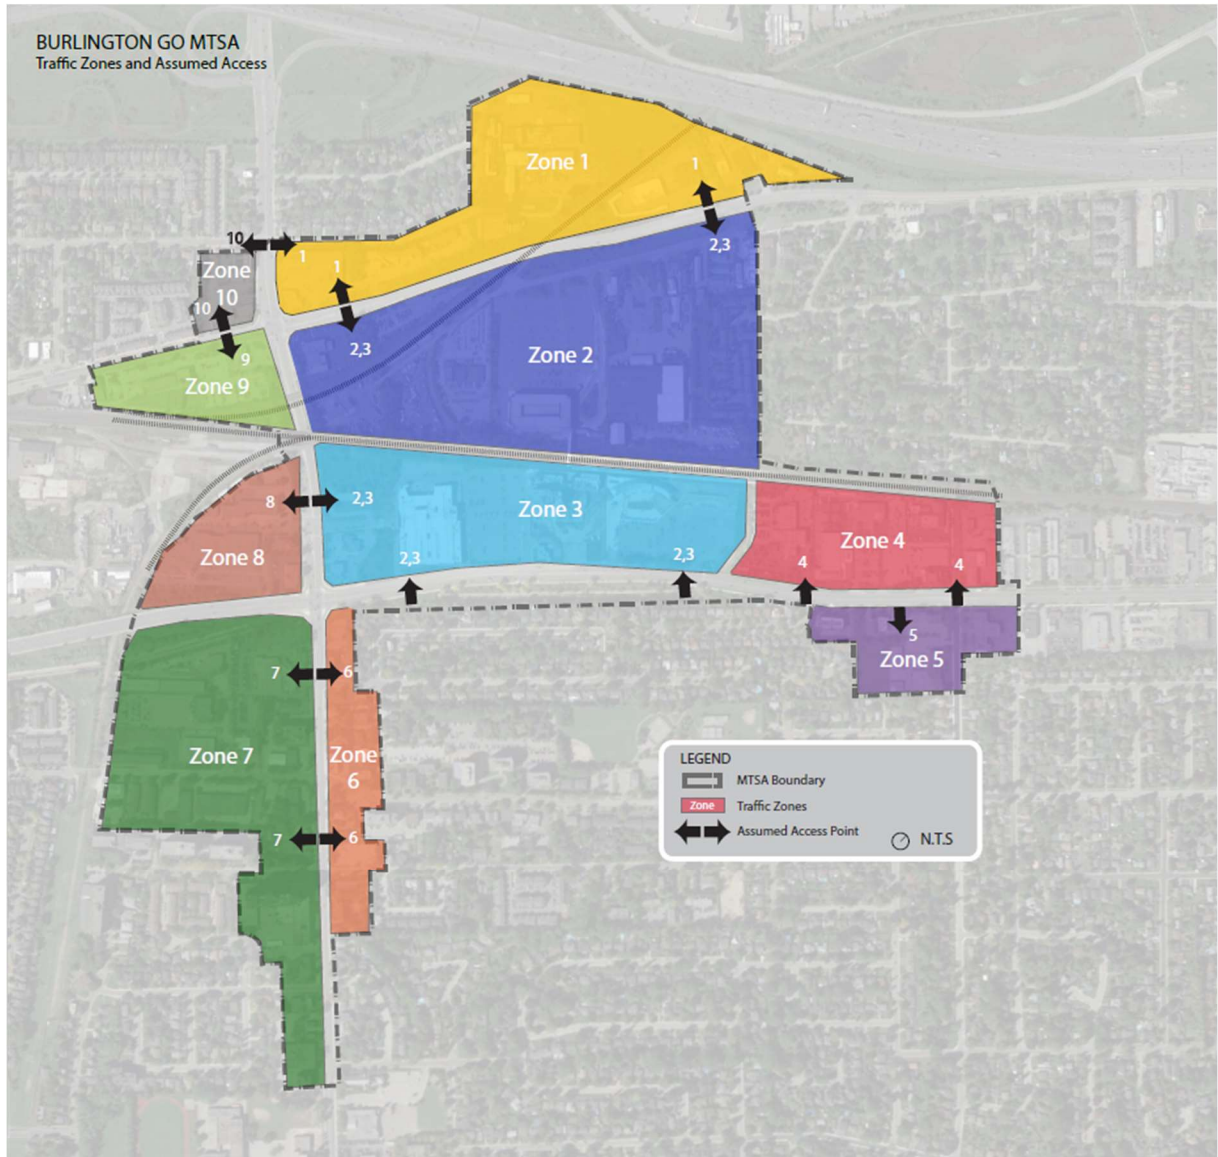 BURLINGTON GO MTSA
Traffic Zones and Assumed Access
Zone 1
1
10
1
1
2,3
Zone
10
10
2,3
Zone 2
9
Zone 9
8
2,3
Zone 3
Zone 8
2,3
2,3
Zone 4
4
4
5
Zone 5
7
6
Zone 7
Zone
6
7
6
LEGEND
MTSA Boundary
Zone
Traffic Zones
Assumed Access Point
N.T.S